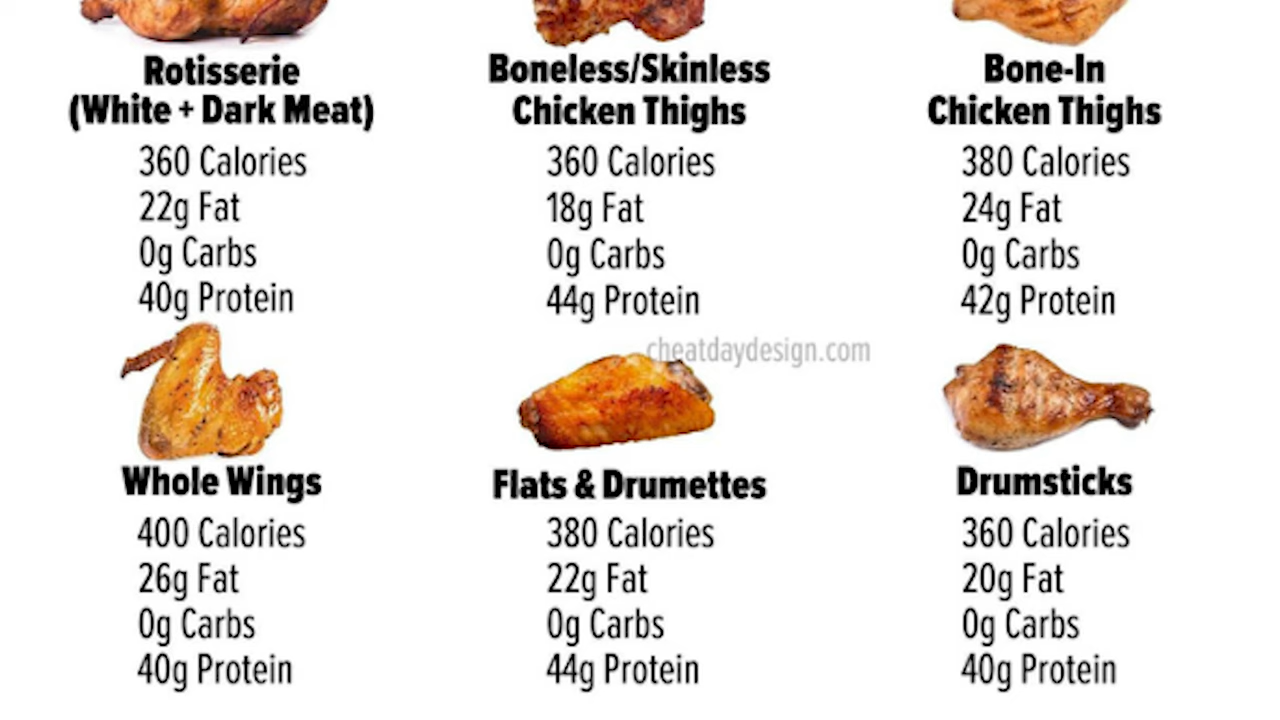 Rotisserie
(White + Dark Meat)
360 Calories
22g Fat
0g Carbs
40g Protein
Boneless/Skinless
Chicken Thighs
360 Calories
18g Fat
0g Carbs
44g Protein
Bone-In
Chicken Thighs
380 Calories
24g Fat
0g Carbs
42g Protein
cheatdaydesign.com
Whole Wings
400 Calories
26g Fat
0g Carbs
40g Protein
Flats & Drumettes
380 Calories
22g Fat
0g Carbs
44g Protein
Drumsticks
360 Calories
20g Fat
0g Carbs
40g Protein